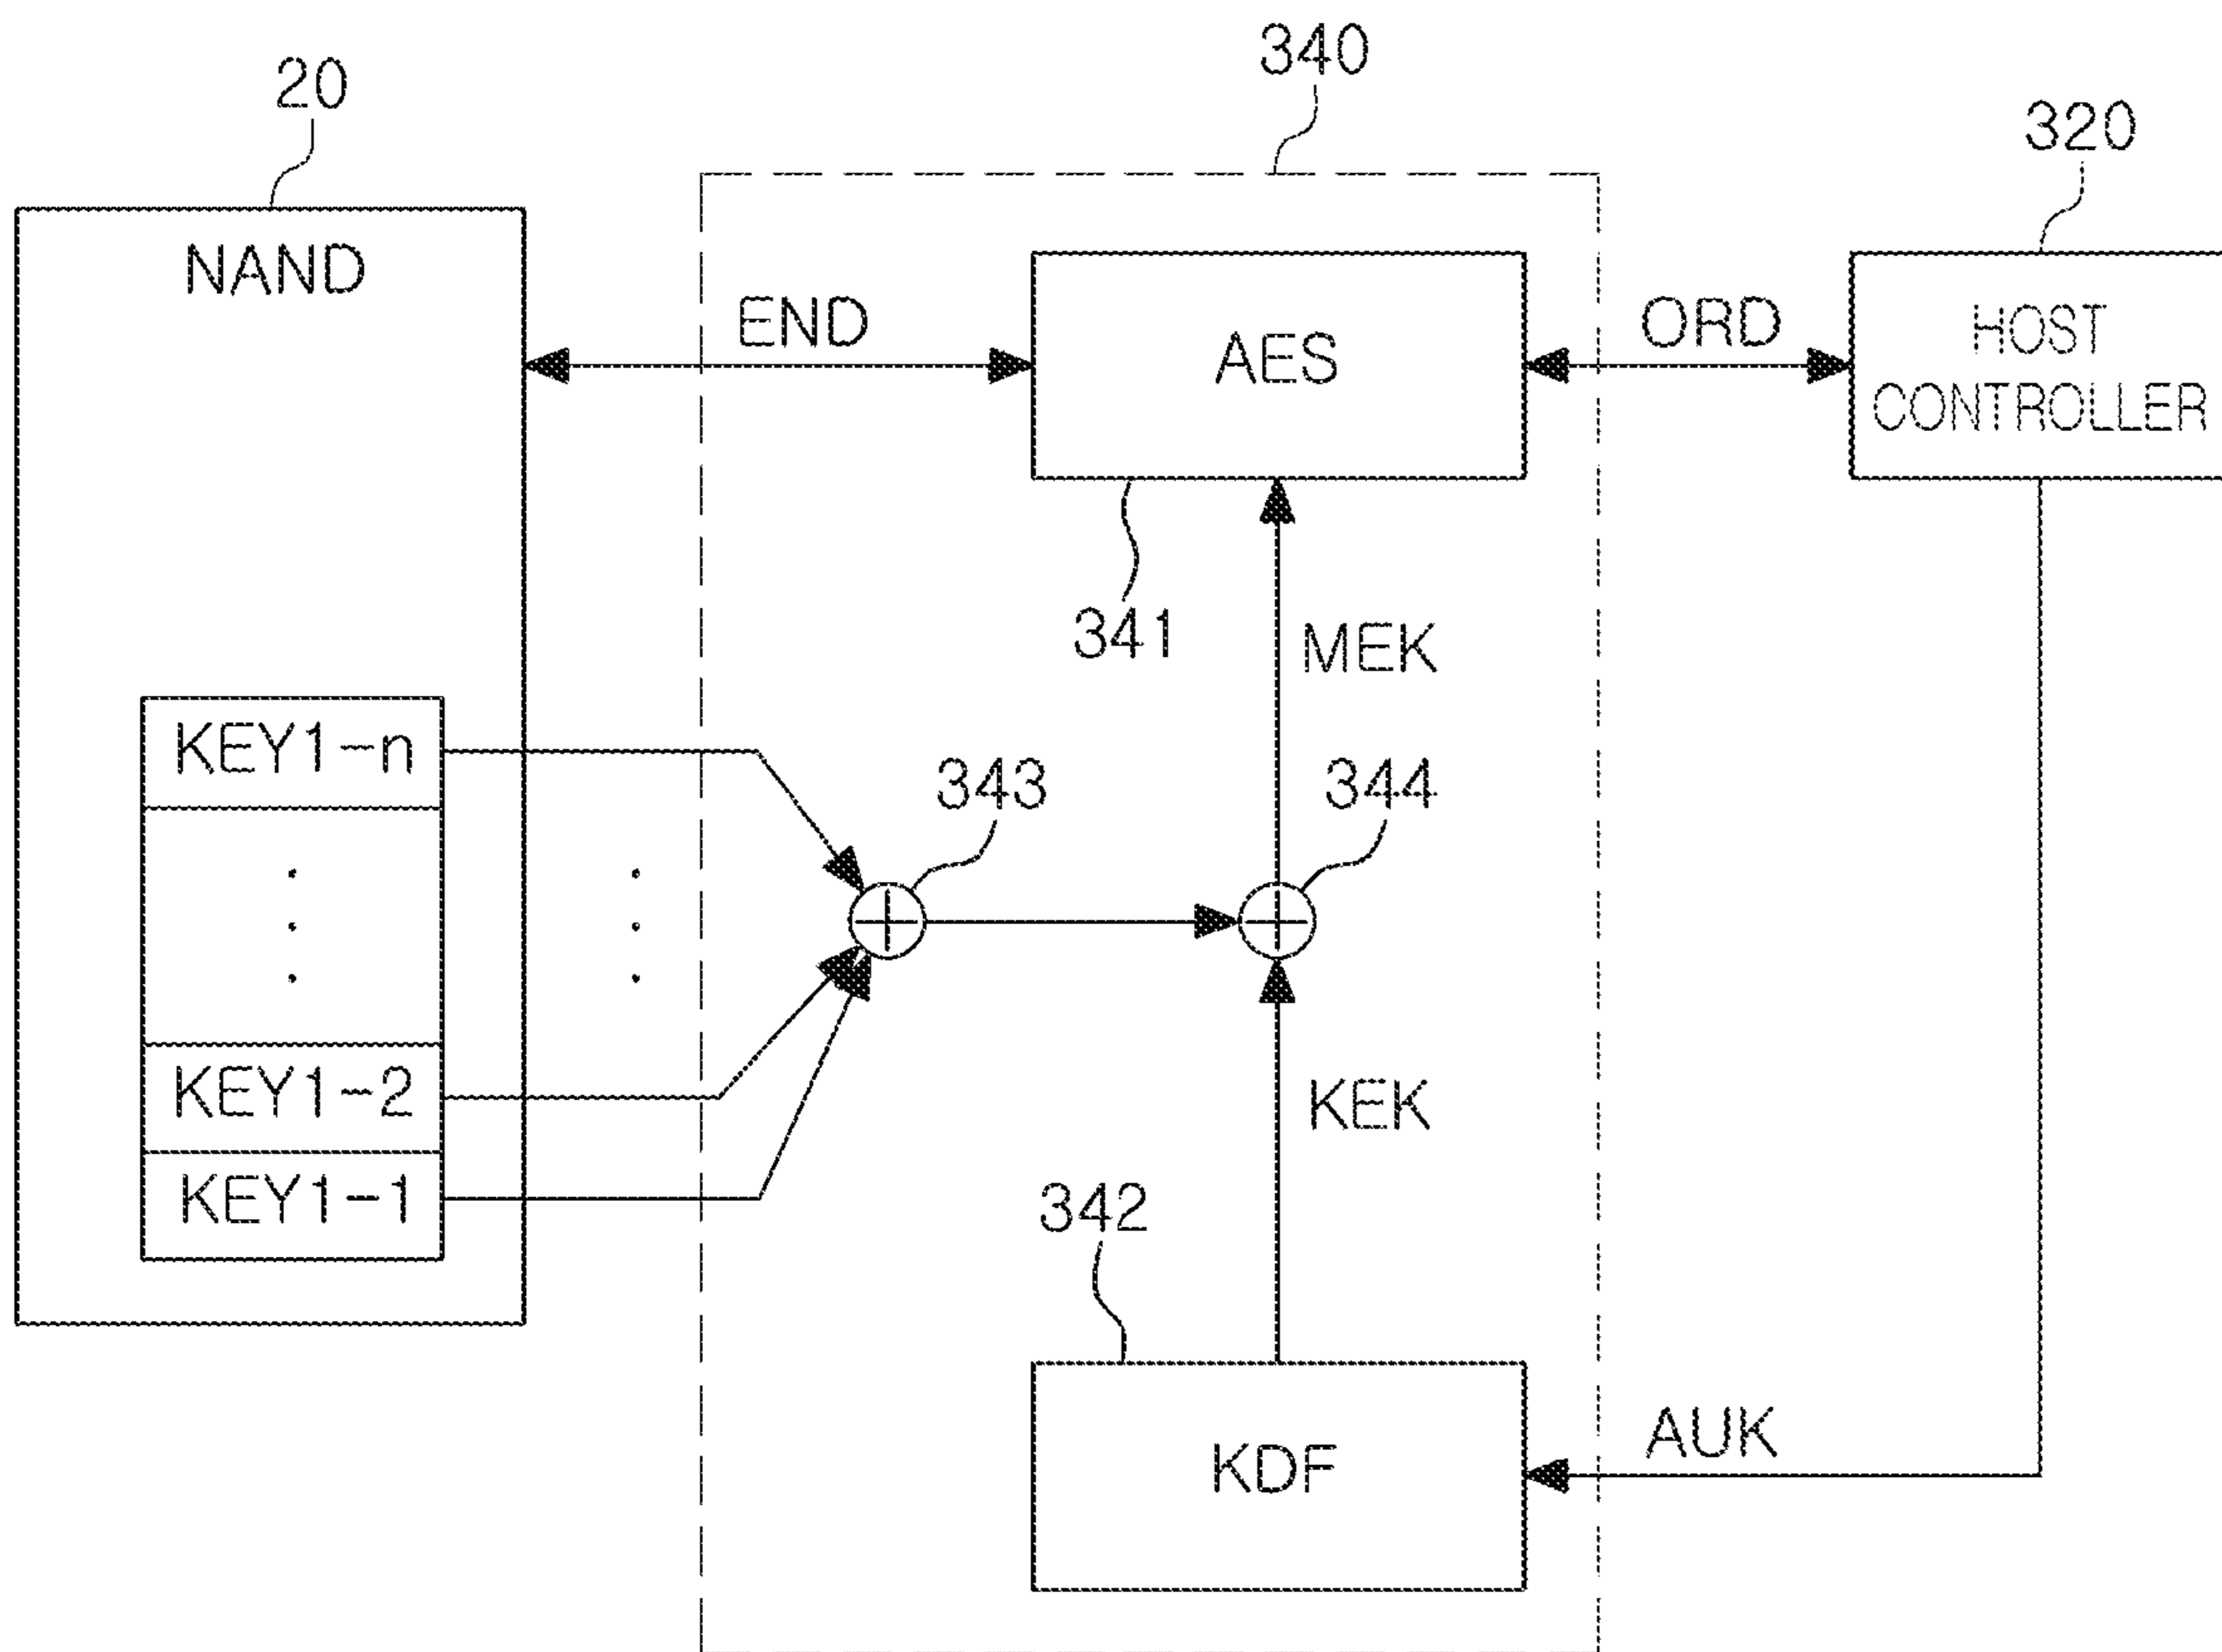 340
20
320
NAND
END
AES
ORD
HOST
CONTROLLER
341
MEK
KEY1-n
343
344
KEY1-2
KEK
KEY1-1
342
AUK
KDF